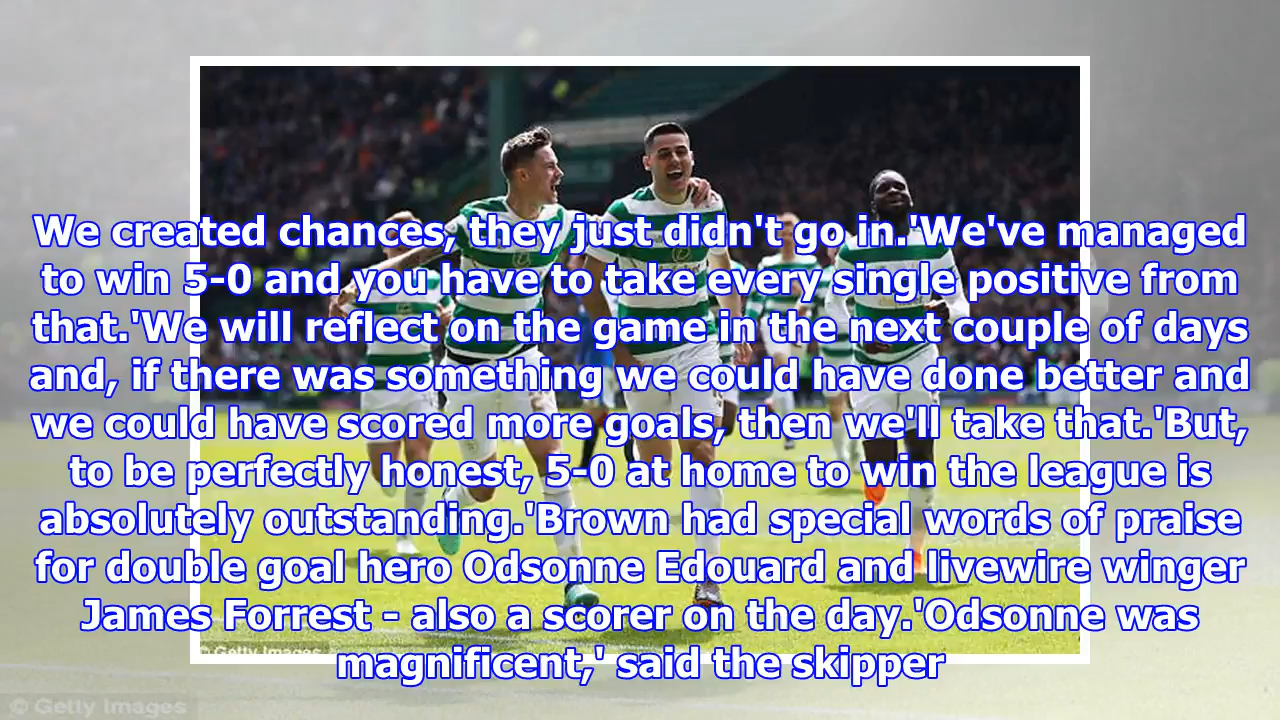 We created chances, they just didn't go in.'We've managed
to win 5-0 and you have to take every single positive from
that.'We will reflect on the game in the next couple of days
and, if there was something we could have done better and
we could have scored more goals, then we'll take that.'But,
to be perfectly honest, 5-0 at home to win the league is
absolutely outstanding.'Brown had special words of praise
for double goal hero Odsonne Edouard and livewire winger
James Forrest - also a scorer on the day.'Odsonne was
© Getty Images
magnificent,' said the skipper
© Getty Images